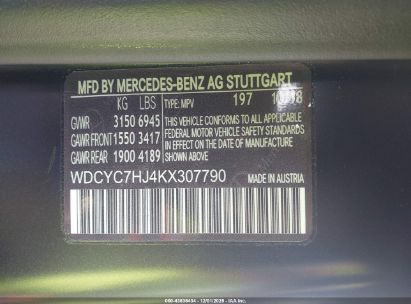 MFD BY MERCEDES-BENZ AG STUTTGART
KG LBS TYPE: MPV 197 10/18
GVWR 3150 6945
GAWR FRONT 1550 3417
GAWR REAR 1900 4189
THIS VEHICLE CONFORMS TO ALL APPLICABLE
FEDERAL MOTOR VEHICLE SAFETY STANDARDS
IN EFFECT ON THE DATE OF MANUFACTURE
SHOWN ABOVE
WDCYC7HJ4KX307790 MADE IN AUSTRIA